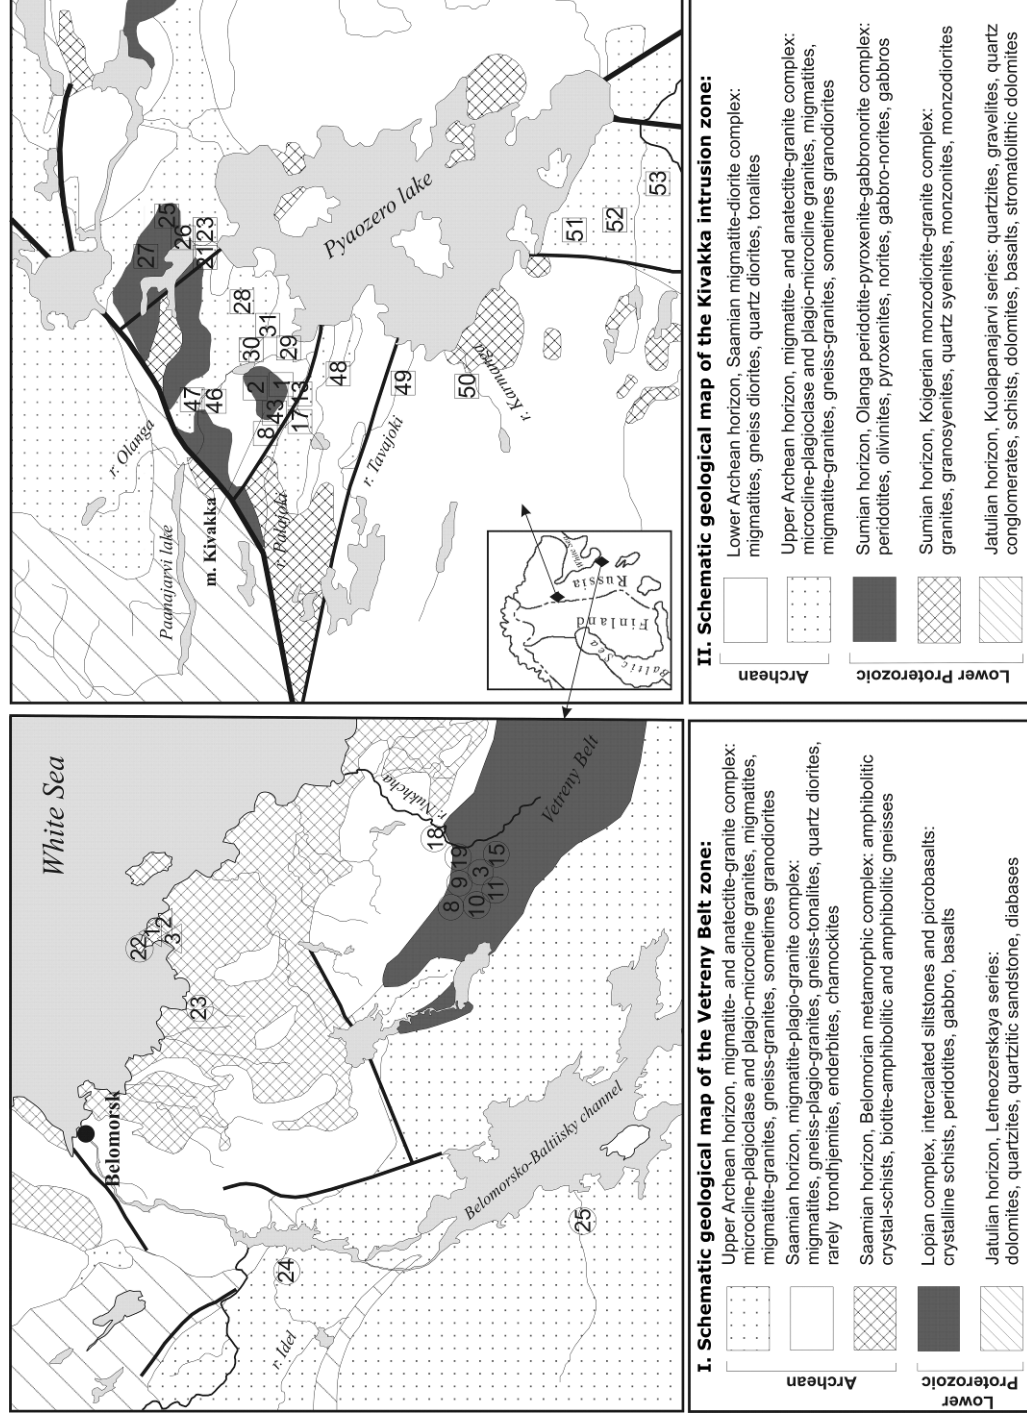 White Sea
Belomorsk
22
12
2
3
23
r. Nukhcha
18
19
8
9
3
15
10
11
Vetreny Belt
Belomorsko-Baltiisky channel
24
25
r. Idel
I. Schematic geological map of the Vetreny Belt zone:
Archean
Upper Archean horizon, migmatite- and anatectite-granite complex:
microcline-plagioclase and plagio-microcline granites, migmatites,
migmatite-granites, gneiss-granites, sometimes granodiorites
Saamian horizon, migmatite-plagio-granite complex:
migmatites, gneiss-plagio-granites, gneiss-tonalites, quartz diorites,
rarely trondhjemites, enderbites, charnockites
Saamian horizon, Belomorian metamorphic complex: amphibolitic
crystal-schists, biotite-amphibolitic and amphibolitic gneisses
Lower
Proterozoic
Lopian complex, intercalated siltstones and picrobasalts:
crystalline schists, peridotites, gabbro, basalts
Jatulian horizon, Letneozerskaya series:
dolomites, quartzites, quartzitic sandstone, diabases
r. Olanga
Paanajarvi lake
m. Kivakka
r. Palajoki
r. Tavajoki
Pyaozero lake
r. Karmanga
27
25
26
21
23
28
31
30
29
47
46
2
1
43
8
13
17
48
49
50
51
52
53
Finland
Russia
Baltic Sea
White Sea
II. Schematic geological map of the Kivakka intrusion zone:
Archean
Lower Archean horizon, Saamian migmatite-diorite complex:
migmatites, gneiss diorites, quartz diorites, tonalites
Upper Archean horizon, migmatite- and anatectite-granite complex:
microcline-plagioclase and plagio-microcline granites, migmatites,
migmatite-granites, gneiss-granites, sometimes granodiorites
Lower Proterozoic
Sumian horizon, Olanga peridotite-pyroxenite-gabbronorite complex:
peridotites, olivinites, pyroxenites, norites, gabbro-norites, gabbros
Sumian horizon, Koigerian monzodiorite-granite complex:
granites, granosyenites, quartz syenites, monzonites, monzodiorites
Jatulian horizon, Kuolapanajarvi series: quartzites, gravelites, quartz
conglomerates, schists, dolomites, basalts, stromatolithic dolomites